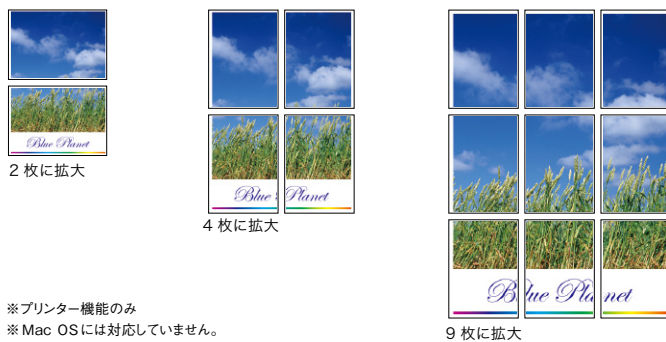 Blue Planet
2 枚に拡大
Blue Planet
4 枚に拡大
Blue Planet
9 枚に拡大
※プリンター機能のみ
※Mac OSには対応していません。